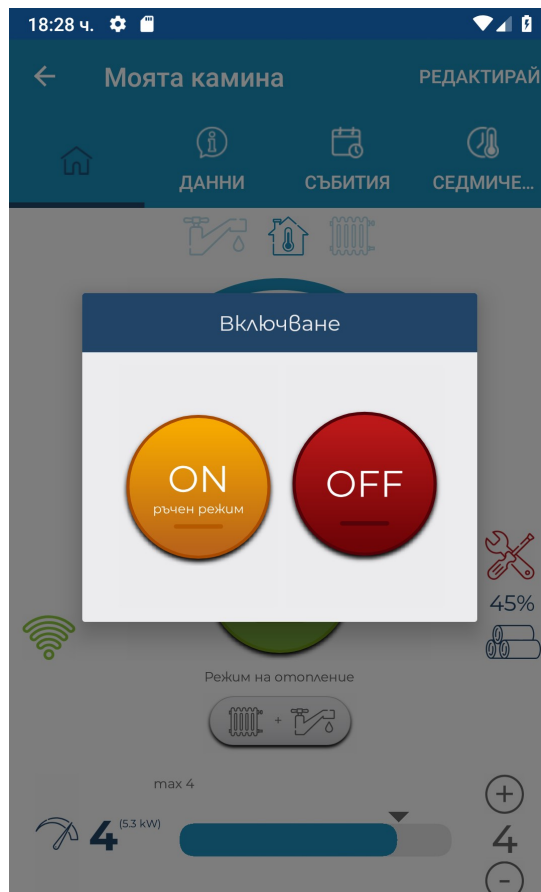 18:28 ч.
Моята камина
РЕДАКТИРАЙ
ДАННИ
СЪБИТИЯ
СЕДМИЧЕ...
Включване
ON
ръчен режим
OFF
45%
Режим на отопление
+
max 4
4 (5.3 kW)
+
4
-